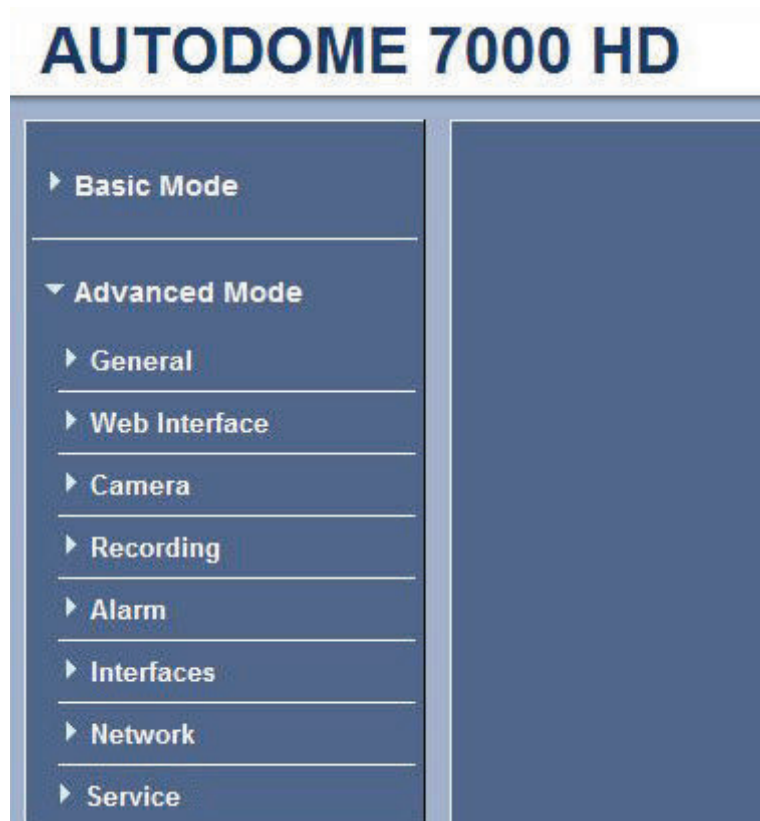 AUTODOME 7000 HD
Basic Mode
Advanced Mode
General
Web Interface
Camera
Recording
Alarm
Interfaces
Network
Service